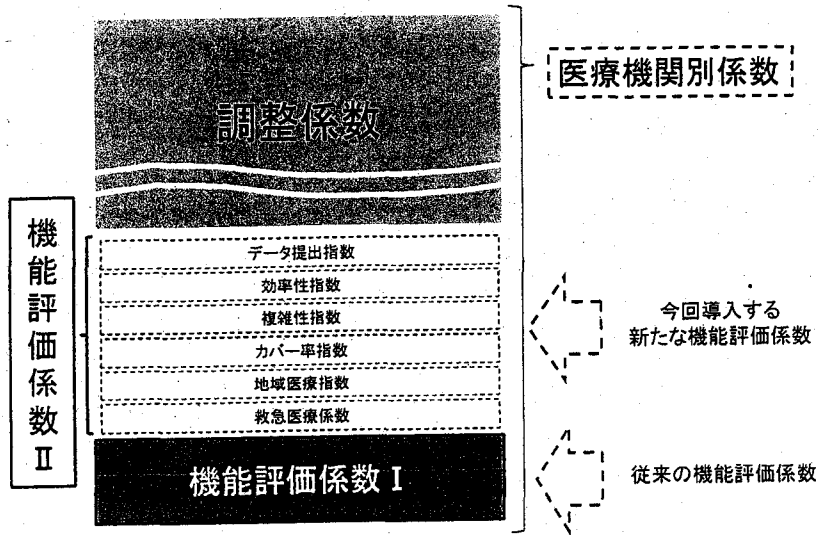 医療機関別係数
調整係数
機能評価係数Ⅱ
データ提出指数
効率性指数
複雑性指数
カバー率指数
地域医療指数
救急医療係数
今回導入する
新たな機能評価係数
機能評価係数Ⅰ
従来の機能評価係数